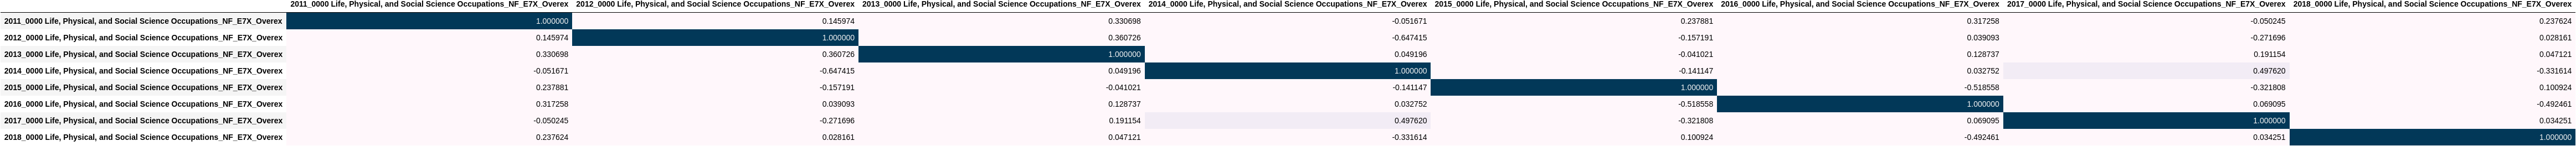 2011_0000 Life, Physical, and Social Science Occupations_NF_E7X_Overex 2012_0000 Life, Physical, and Social Science Occupations_NF_E7X_Overex 2013_0000 Life, Physical, and Social Science Occupations_NF_E7X_Overex 2014_0000 Life, Physical, and Social Science Occupations_NF_E7X_Overex 2015_0000 Life, Physical, and Social Science Occupations_NF_E7X_Overex 2016_0000 Life, Physical, and Social Science Occupations_NF_E7X_Overex 2017_0000 Life, Physical, and Social Science Occupations_NF_E7X_Overex 2018_0000 Life, Physical, and Social Science Occupations_NF_E7X_Overex
2011_0000 Life, Physical, and Social Science Occupations_NF_E7X_Overex 1.000000 0.145974 0.330698 -0.051671 0.237881 0.317258 -0.050245 0.237624
2012_0000 Life, Physical, and Social Science Occupations_NF_E7X_Overex 0.145974 1.000000 0.360726 -0.647415 -0.157191 0.039093 -0.271696 0.028161
2013_0000 Life, Physical, and Social Science Occupations_NF_E7X_Overex 0.330698 0.360726 1.000000 0.049196 -0.041021 0.128737 0.191154 0.047121
2014_0000 Life, Physical, and Social Science Occupations_NF_E7X_Overex -0.051671 -0.647415 0.049196 1.000000 -0.141147 0.032752 0.497620 -0.331614
2015_0000 Life, Physical, and Social Science Occupations_NF_E7X_Overex 0.237881 -0.157191 -0.041021 -0.141147 1.000000 -0.518558 -0.321808 0.100924
2016_0000 Life, Physical, and Social Science Occupations_NF_E7X_Overex 0.317258 0.039093 0.128737 0.032752 -0.518558 1.000000 0.069095 -0.492461
2017_0000 Life, Physical, and Social Science Occupations_NF_E7X_Overex -0.050245 -0.271696 0.191154 0.497620 -0.321808 0.069095 1.000000 0.034251
2018_0000 Life, Physical, and Social Science Occupations_NF_E7X_Overex 0.237624 0.028161 0.047121 -0.331614 0.100924 -0.492461 0.034251 1.000000